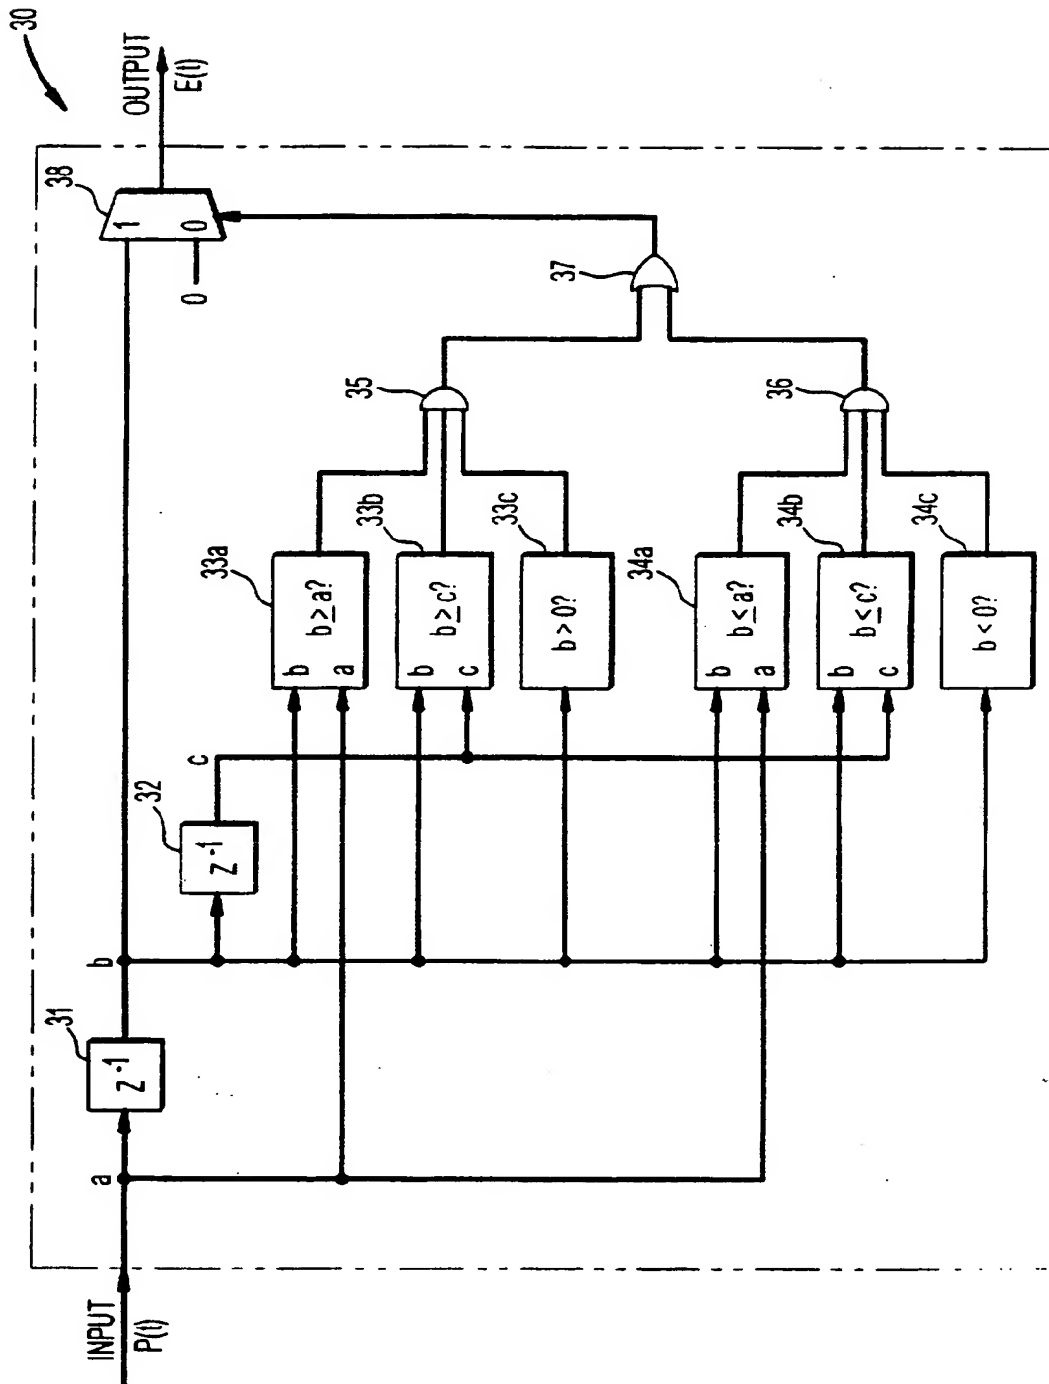 30
INPUT
P(t)
a
31
Z⁻¹
b
32
Z⁻¹
c
38
1
0
0
OUTPUT
E(t)
33a
b
a
b ≥ a?
33b
b
c
b ≥ c?
33c
b > 0?
34a
b
a
b ≤ a?
34b
b
c
b ≤ c?
34c
b < 0?
35
36
37